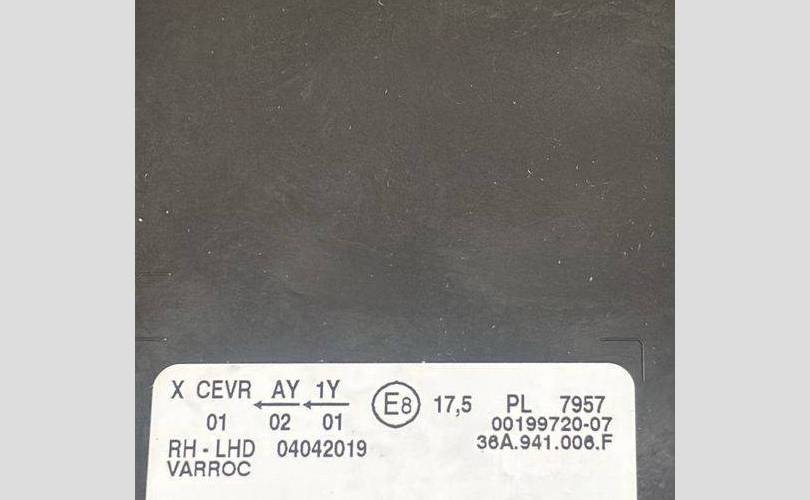 X CEVR AY 1Y E8 17,5 PL 7957
01 02 01 00199720-07
RH - LHD 04042019 36A.941.006.F
VARROC